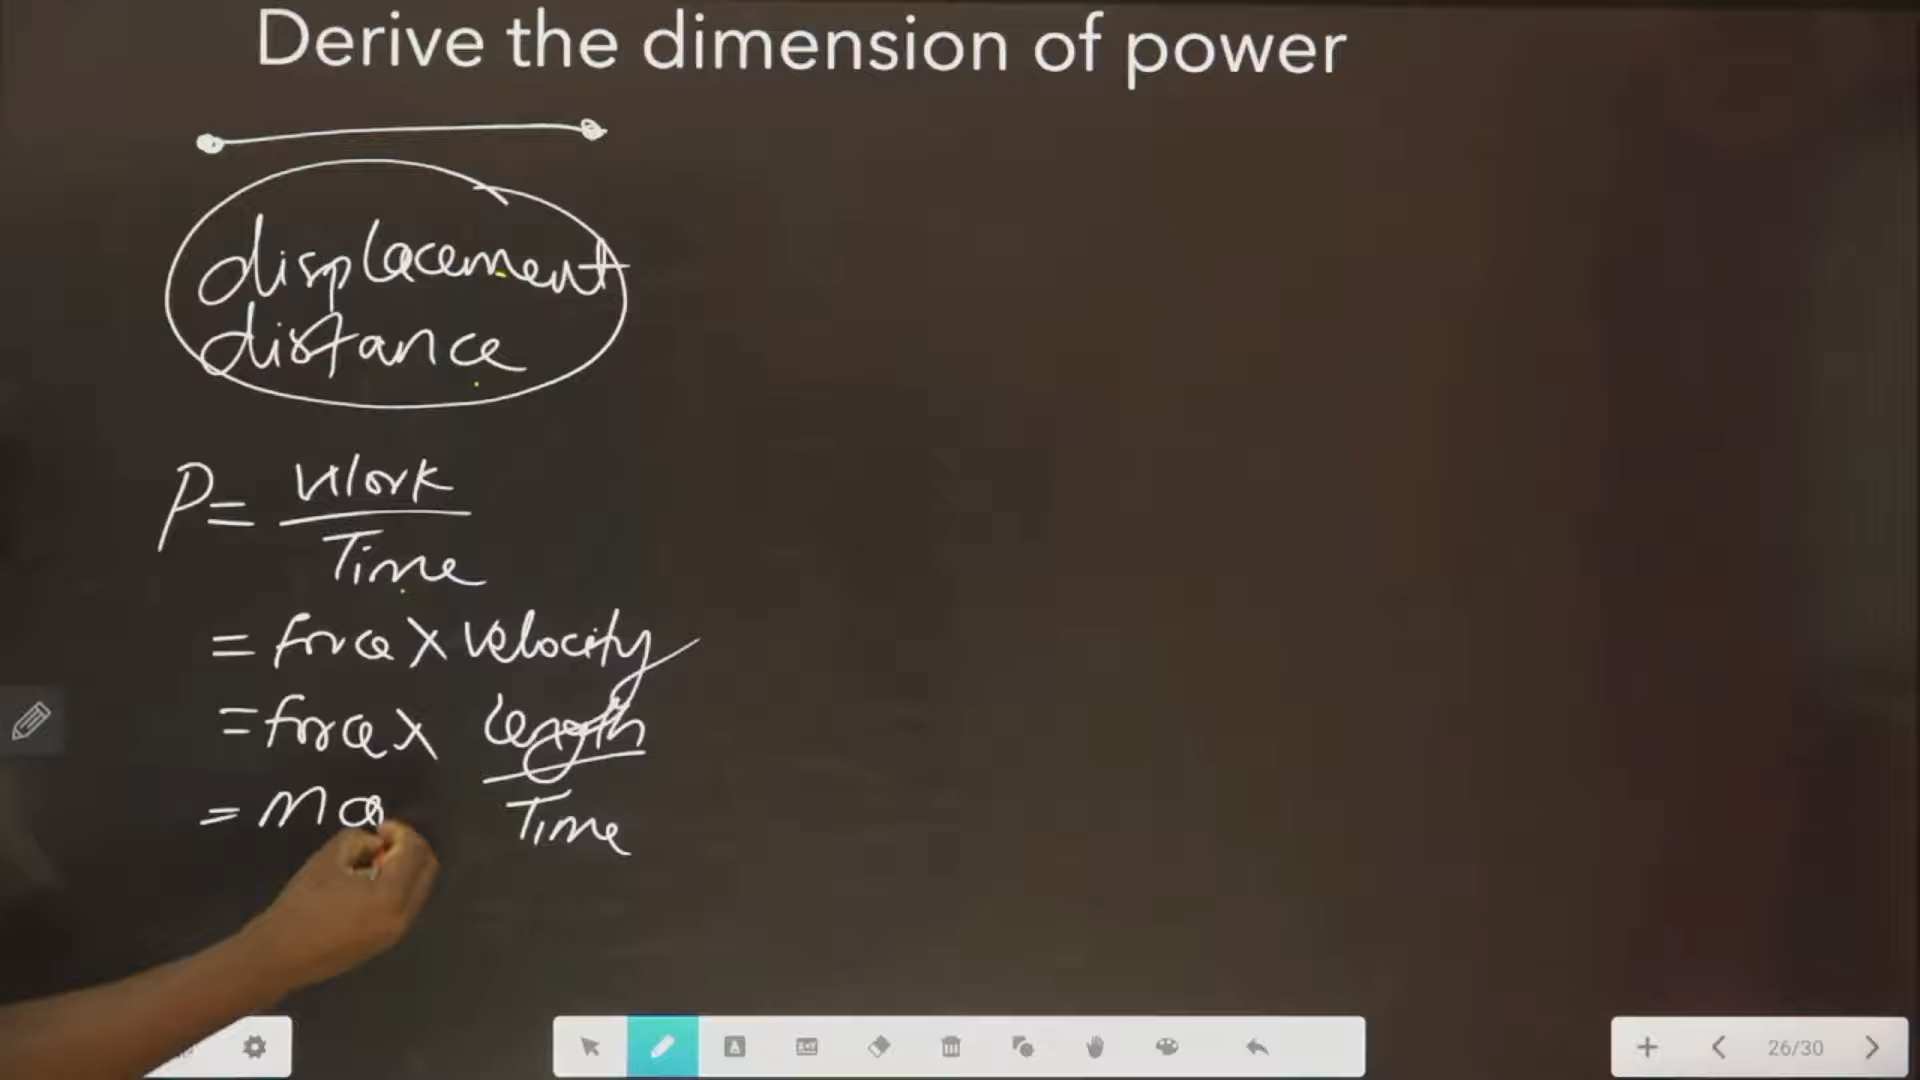 Derive the dimension of power
displacement
distance
P = Work
Time
= force X velocity
= force X length
Time
= ma
26/30